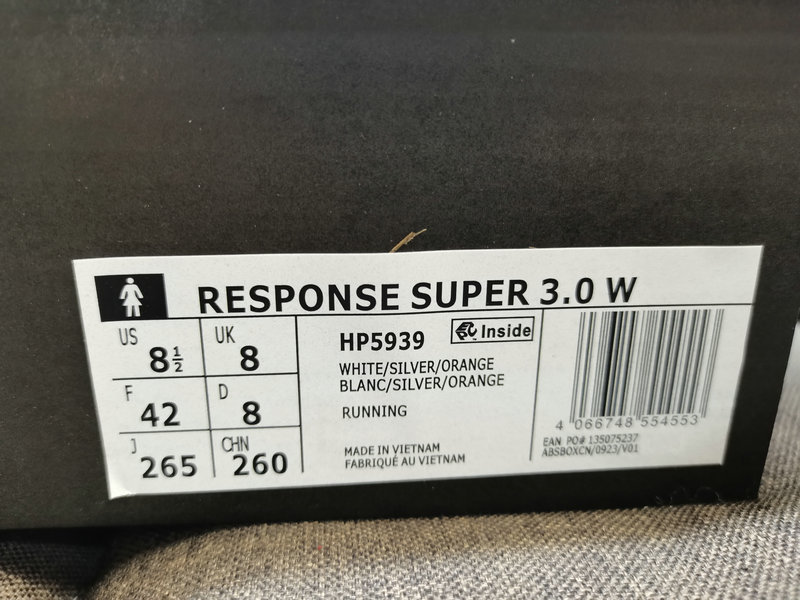 RESPONSE SUPER 3.0 W
US 8½
UK 8
F 42
D 8
J 265
CHN 260
HP5939
Inside
WHITE/SILVER/ORANGE
BLANC/SILVER/ORANGE
RUNNING
MADE IN VIETNAM
FABRIQUÉ AU VIETNAM
4 066748 554553
EAN PO# 135075237
ABSBOXCN/0923/V01